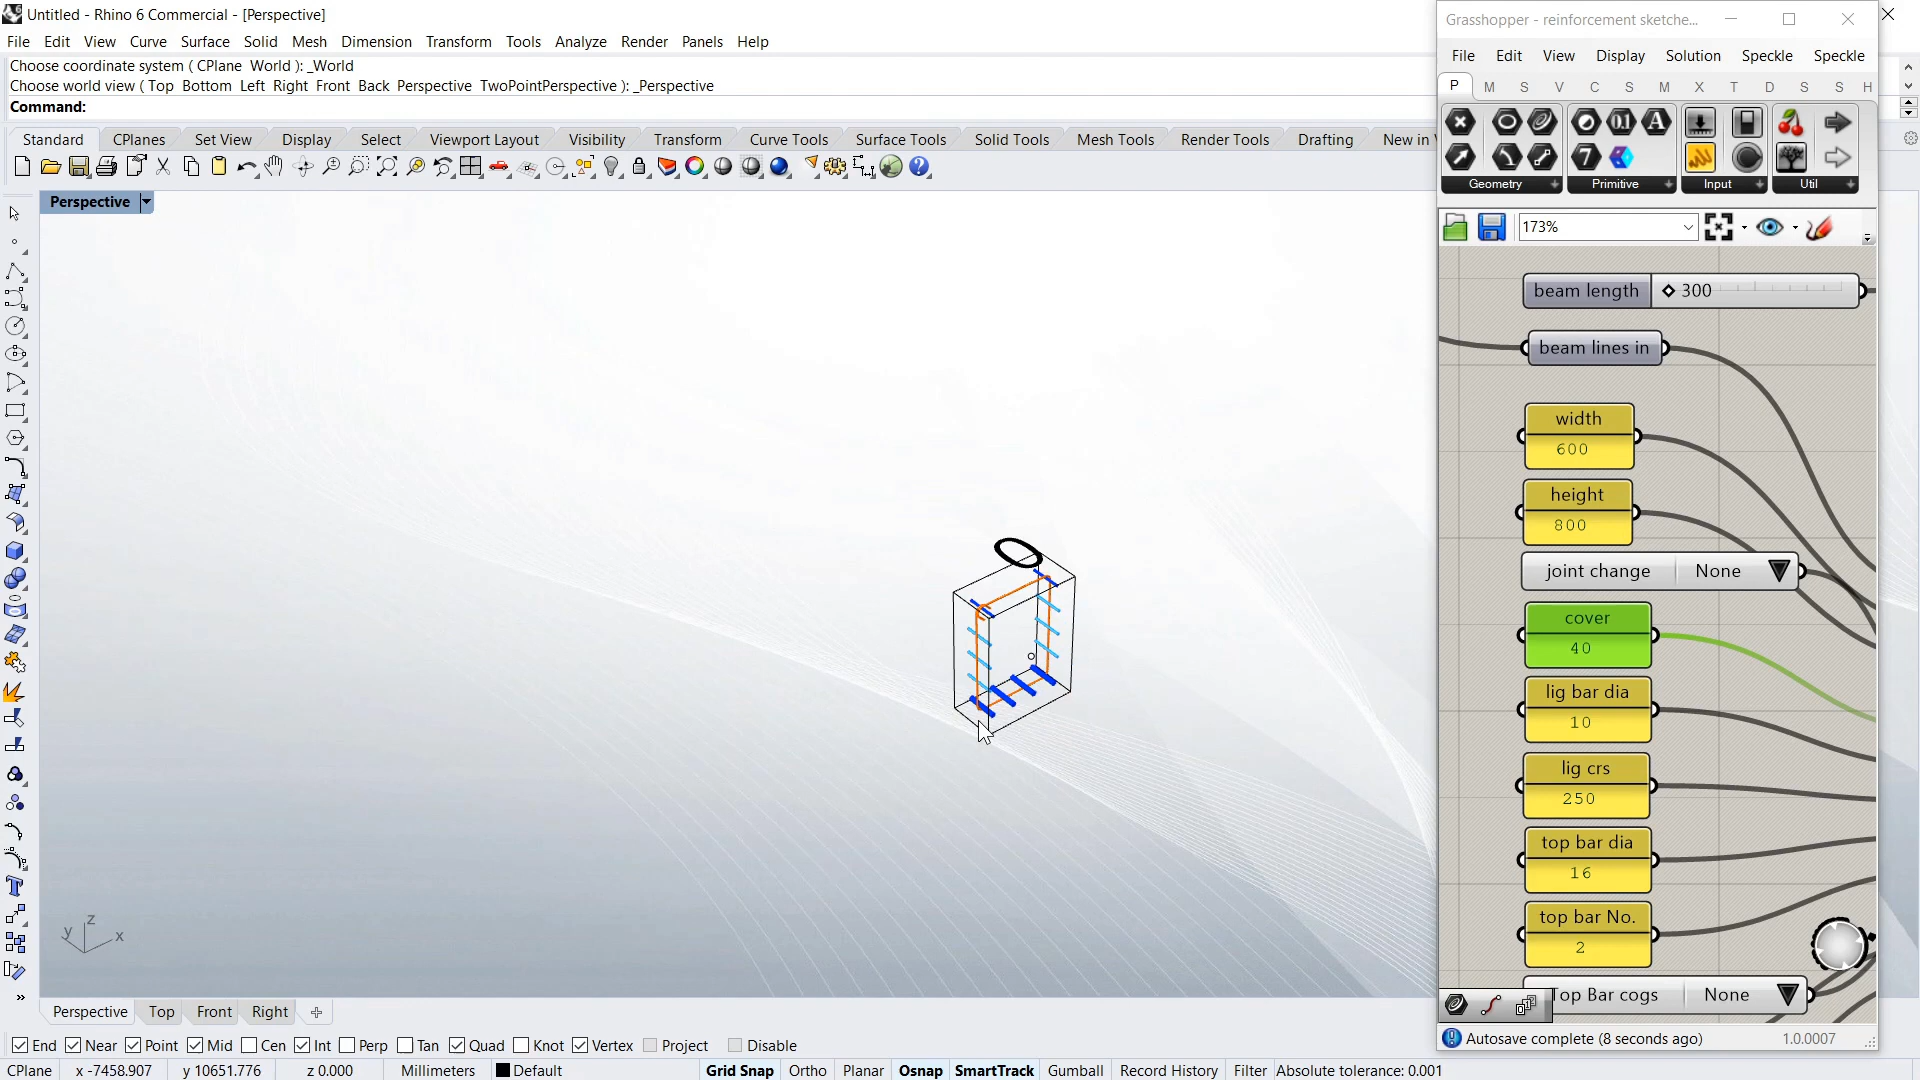 Untitled - Rhino 6 Commercial - [Perspective]
File Edit View Curve Surface Solid Mesh Dimension Transform Tools Analyze Render Panels Help
Choose coordinate system ( CPlane World ): _World
Choose world view ( Top Bottom Left Right Front Back Perspective TwoPointPerspective ): _Perspective
Command:
Standard CPlanes Set View Display Select Viewport Layout Visibility Transform Curve Tools Surface Tools Solid Tools Mesh Tools Render Tools Drafting New in
Perspective
z
y x
Perspective Top Front Right
End Near Point Mid Cen Int Perp Tan Quad Knot Vertex Project Disable
CPlane x -7458.907 y 10651.776 z 0.000 Millimeters Default Grid Snap Ortho Planar Osnap SmartTrack Gumball Record History Filter Absolute tolerance: 0.001
Grasshopper - reinforcement sketche...
File Edit View Display Solution Speckle Speckle
P M S V C S M X T D S S H
Geometry Primitive Input Util
173%
beam length 300
beam lines in
width
600
height
800
joint change None
cover
40
lig bar dia
10
lig crs
250
top bar dia
16
top bar No.
2
Top Bar cogs None
Autosave complete (8 seconds ago) 1.0.0007